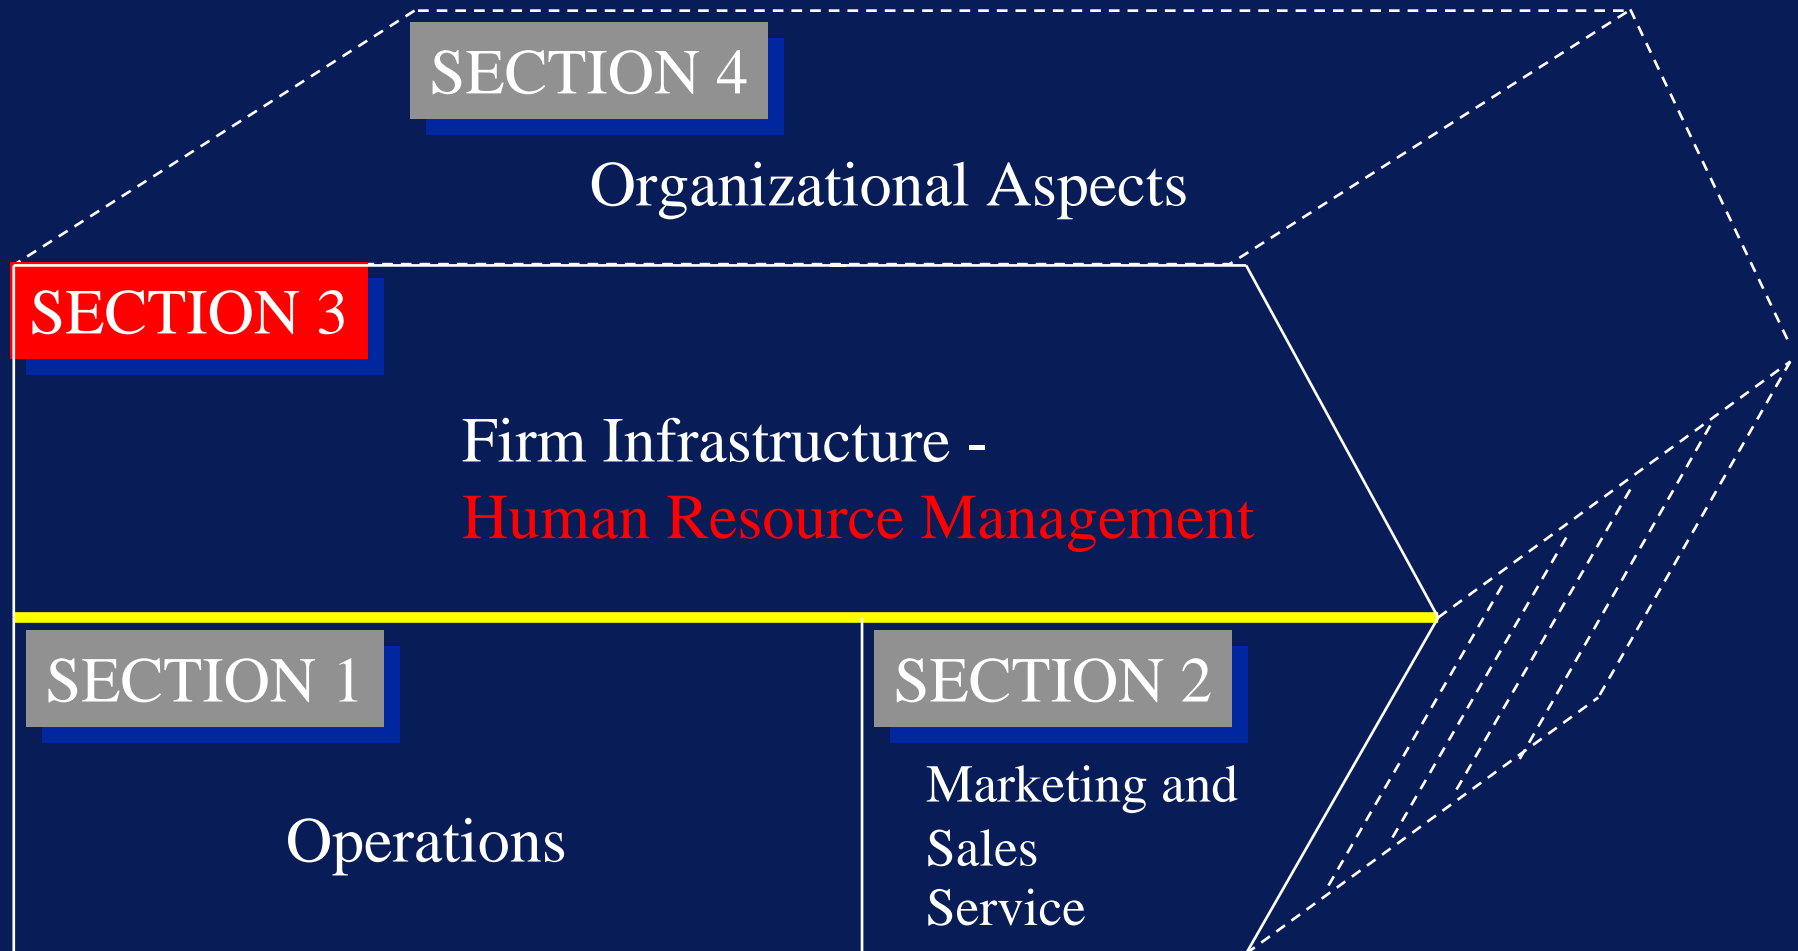 SECTION 4
Organizational Aspects
SECTION 3
Firm Infrastructure -
Human Resource Management
SECTION 1
Operations
SECTION 2
Marketing and
Sales
Service